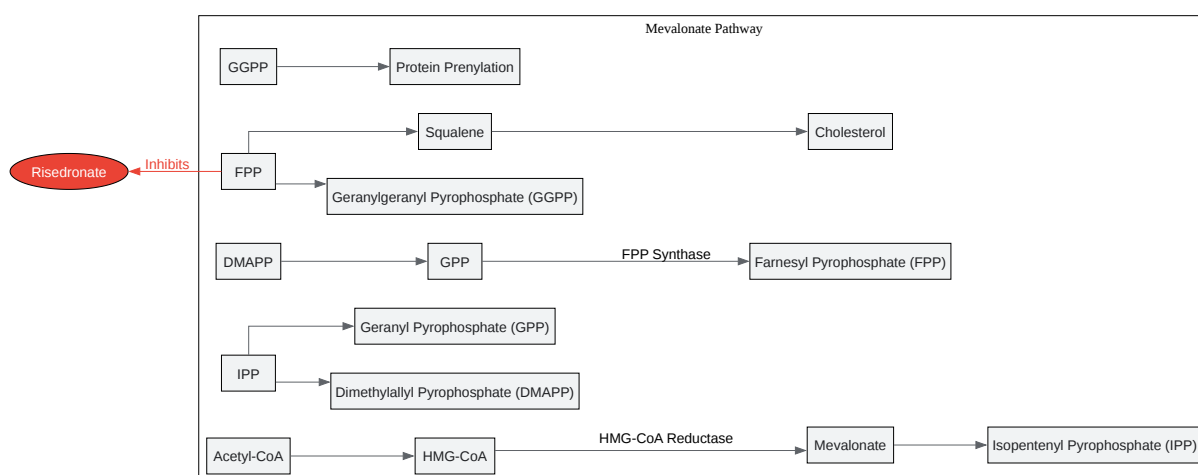 Mevalonate Pathway
GGPP
Protein Prenylation
Squalene
Cholesterol
Risedronate
Inhibits
FPP
Geranylgeranyl Pyrophosphate (GGPP)
DMAPP
GPP
FPP Synthase
Farnesyl Pyrophosphate (FPP)
Geranyl Pyrophosphate (GPP)
IPP
Dimethylallyl Pyrophosphate (DMAPP)
Acetyl-CoA
HMG-CoA
HMG-CoA Reductase
Mevalonate
Isopentenyl Pyrophosphate (IPP)